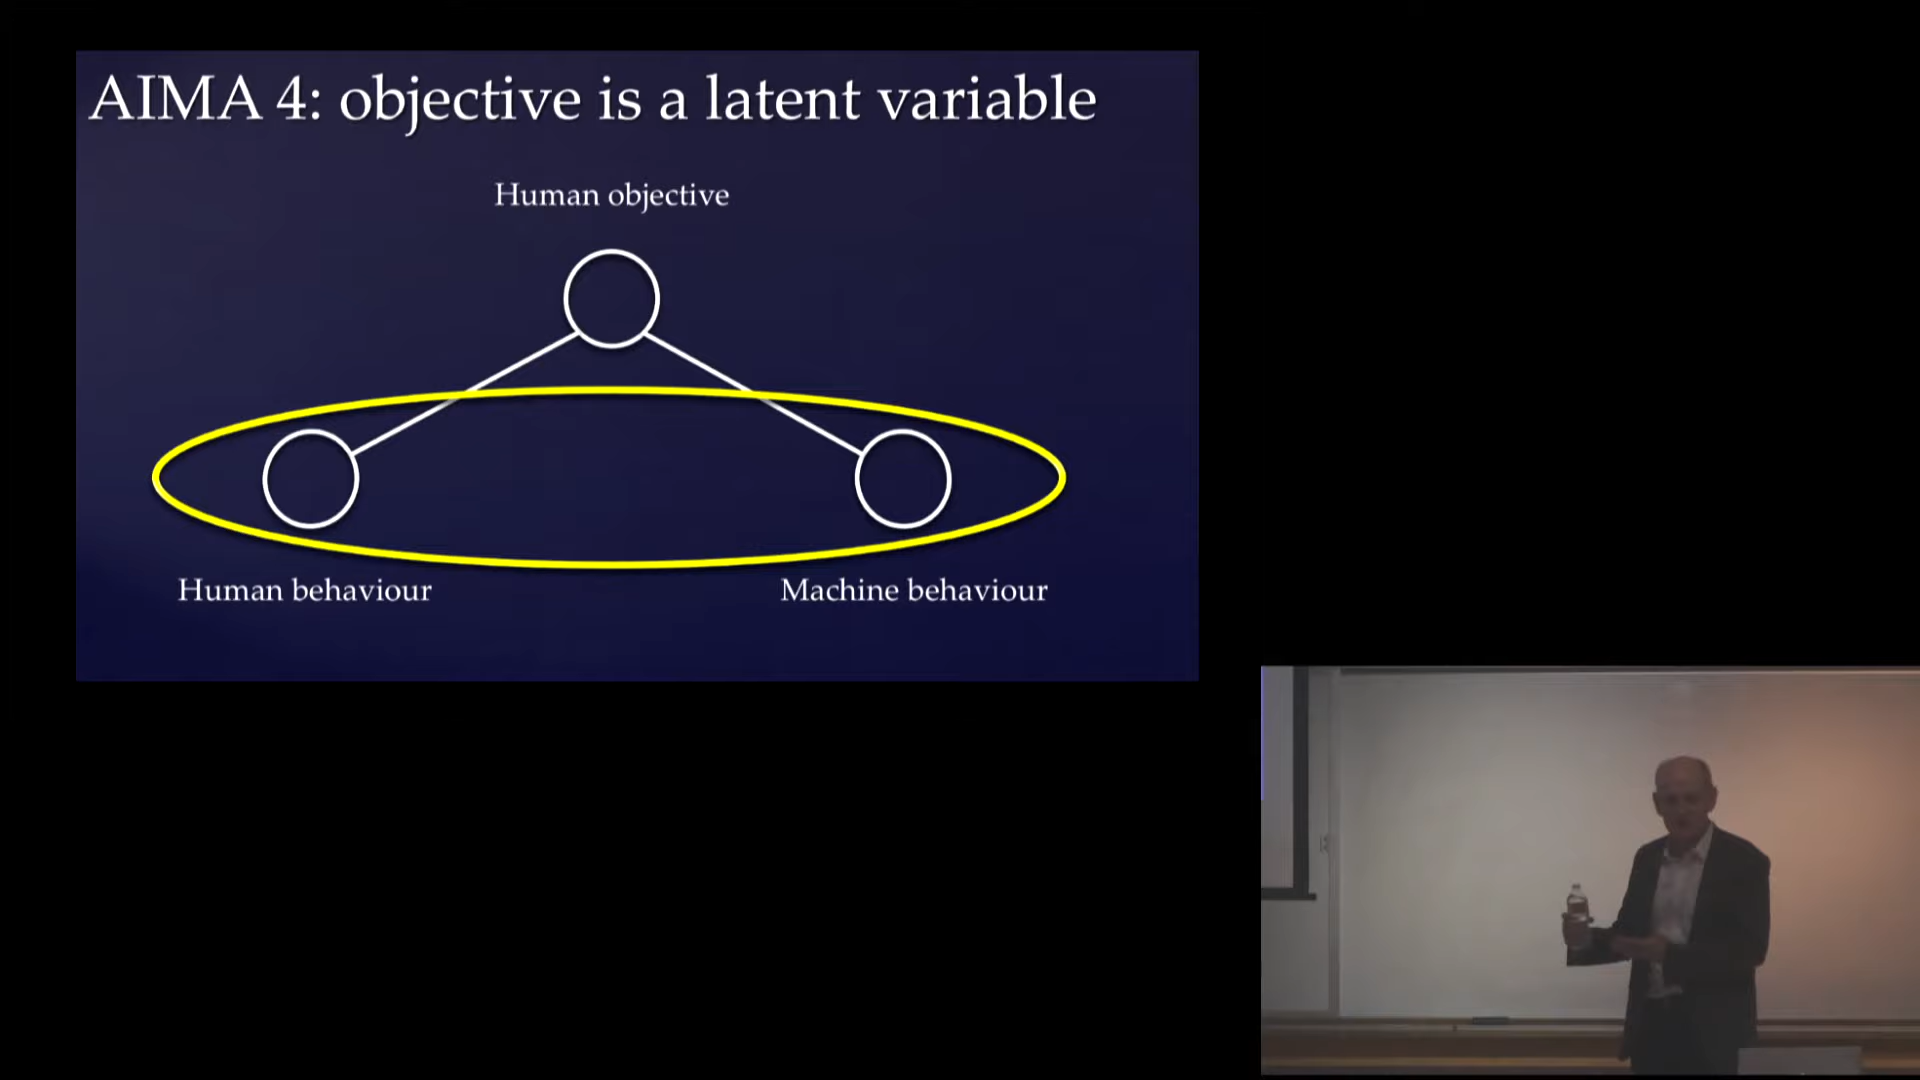 AIMA 4: objective is a latent variable
Human objective
Human behaviour
Machine behaviour